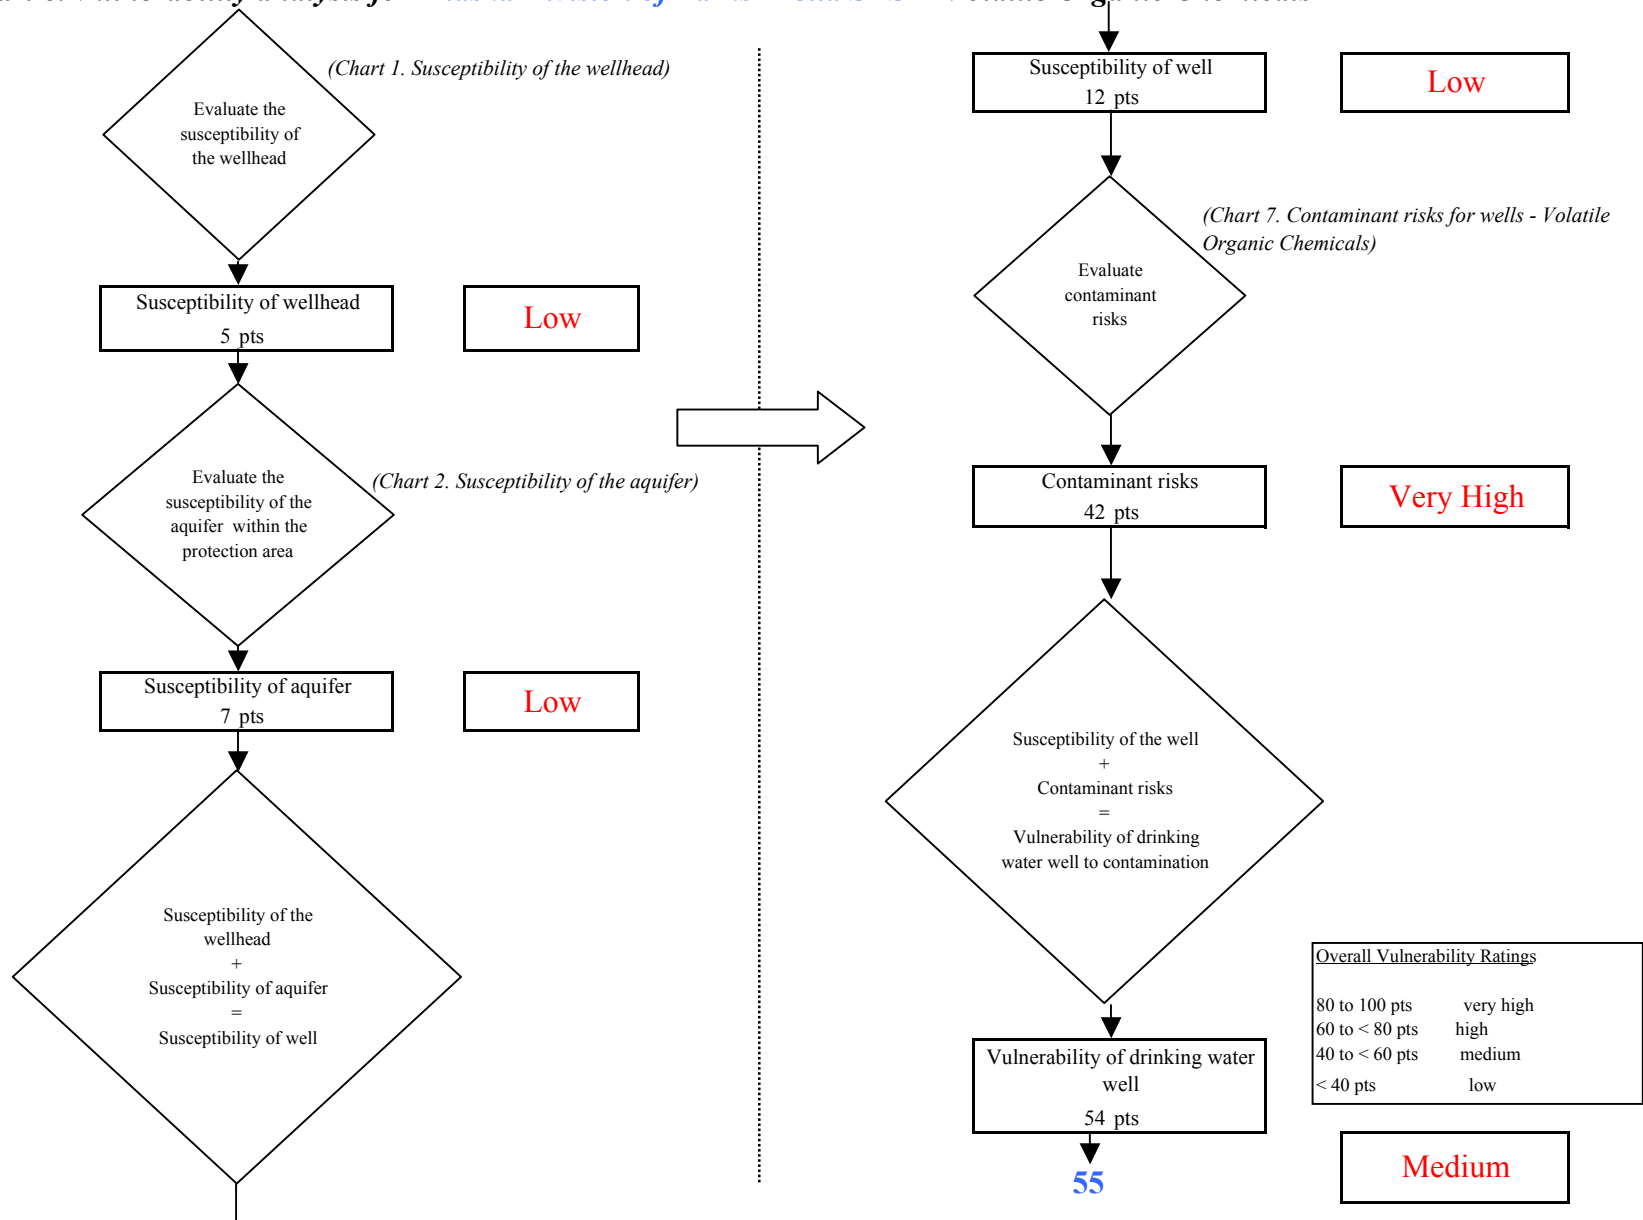 (Chart 1. Susceptibility of the wellhead)
Evaluate the
susceptibility of
the wellhead
Susceptibility of wellhead
5 pts
Low
Evaluate the
susceptibility of the
aquifer within the
protection area
(Chart 2. Susceptibility of the aquifer)
Susceptibility of aquifer
7 pts
Low
Susceptibility of the
wellhead
+
Susceptibility of aquifer
=
Susceptibility of well
Susceptibility of well
12 pts
Low
(Chart 7. Contaminant risks for wells - Volatile
Organic Chemicals)
Evaluate
contaminant
risks
Contaminant risks
42 pts
Very High
Susceptibility of the well
+
Contaminant risks
=
Vulnerability of drinking
water well to contamination
Overall Vulnerability Ratings
80 to 100 pts very high
60 to < 80 pts high
40 to < 60 pts medium
< 40 pts low
Vulnerability of drinking water
well
54 pts
55
Medium